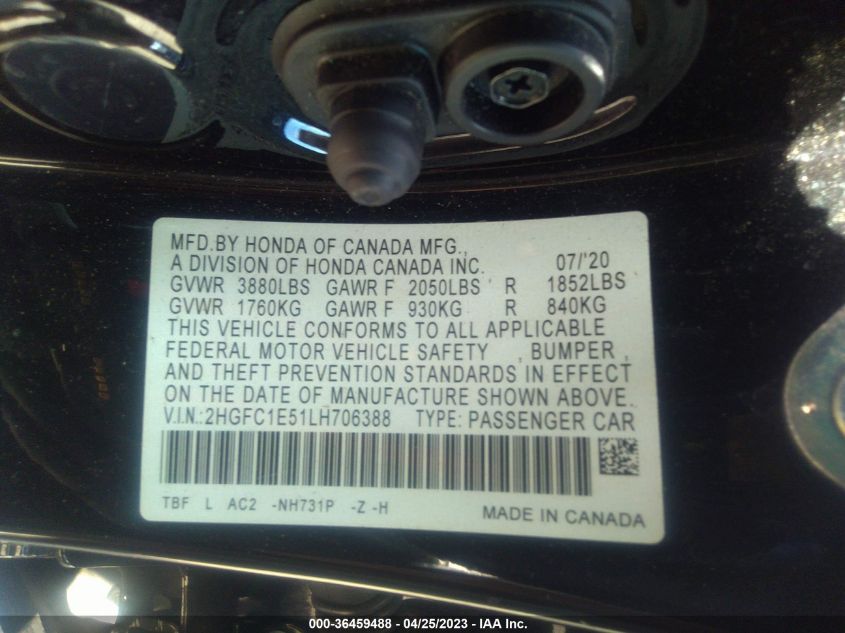 MFD.BY HONDA OF CANADA MFG.,
A DIVISION OF HONDA CANADA INC. 07/'20
GVWR 3880LBS GAWR F 2050LBS R 1852LBS
GVWR 1760KG GAWR F 930KG R 840KG
THIS VEHICLE CONFORMS TO ALL APPLICABLE
FEDERAL MOTOR VEHICLE SAFETY , BUMPER ,
AND THEFT PREVENTION STANDARDS IN EFFECT
ON THE DATE OF MANUFACTURE SHOWN ABOVE.
V.I.N.:2HGFC1E51LH706388 TYPE: PASSENGER CAR
TBF L AC2 -NH731P -Z -H
MADE IN CANADA
000-36459488 - 04/25/2023 - IAA Inc.